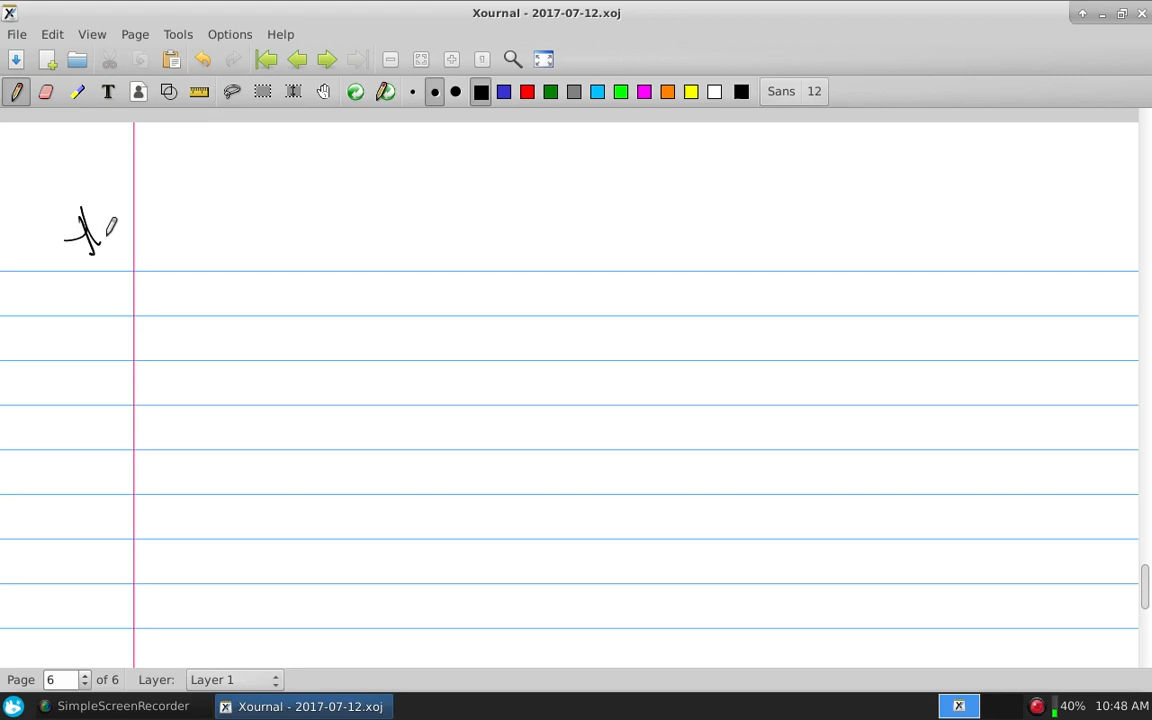 Xournal - 2017-07-12.xoj
File Edit View Page Tools Options Help
Sans 12
Page 6 of 6 Layer: Layer 1
SimpleScreenRecorder Xournal - 2017-07-12.xoj 40% 10:48 AM